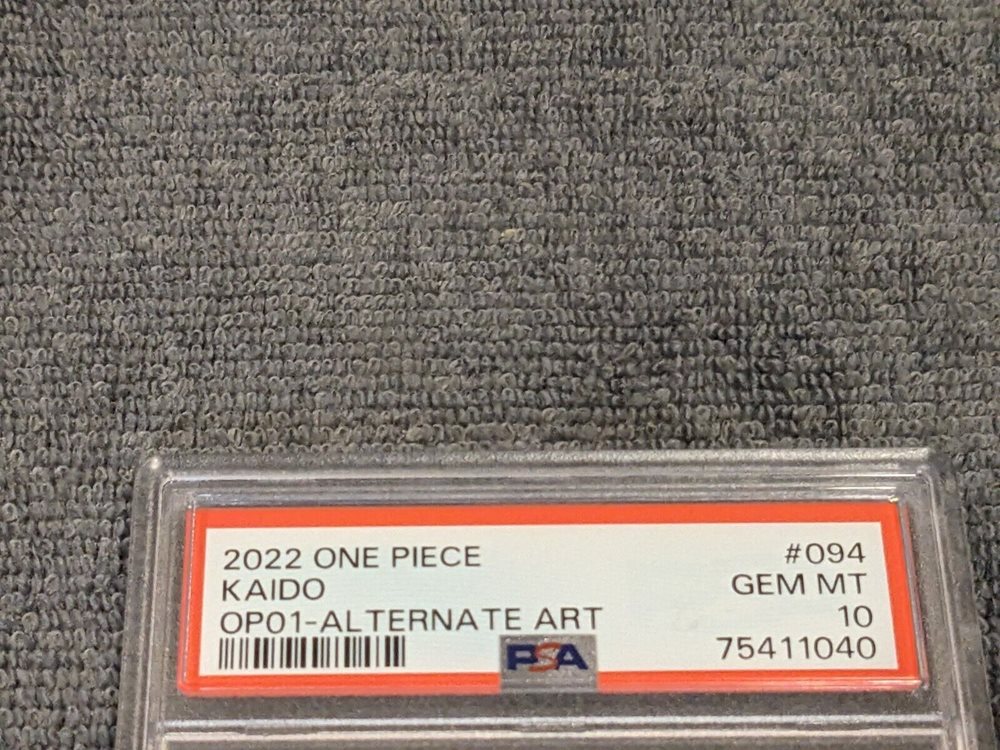 2022 ONE PIECE #094
KAIDO GEM MT
OP01-ALTERNATE ART 10
75411040
PSA